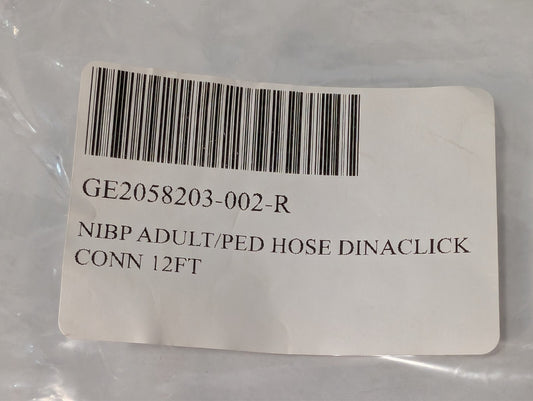 GE2058203-002-R
NIBP ADULT/PED HOSE DINACLICK
CONN 12FT